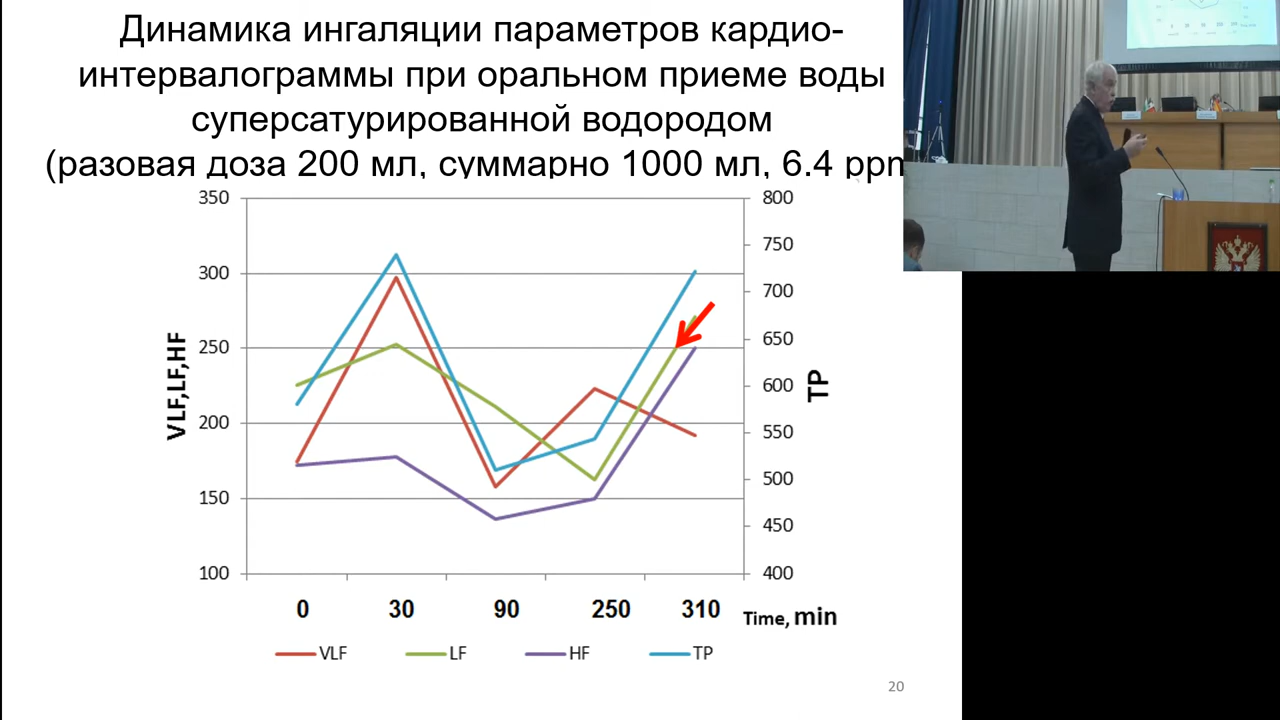 Динамика ингаляции параметров кардио-
интервалограммы при оральном приеме воды
суперсатурированной водородом
(разовая доза 200 мл, суммарно 1000 мл, 6.4 ppm
350
300
250
200
150
100
VLF,LF,HF
800
750
700
650
600
550
500
450
400
TP
0 30 90 250 310 Time, min
VLF LF HF TP
20